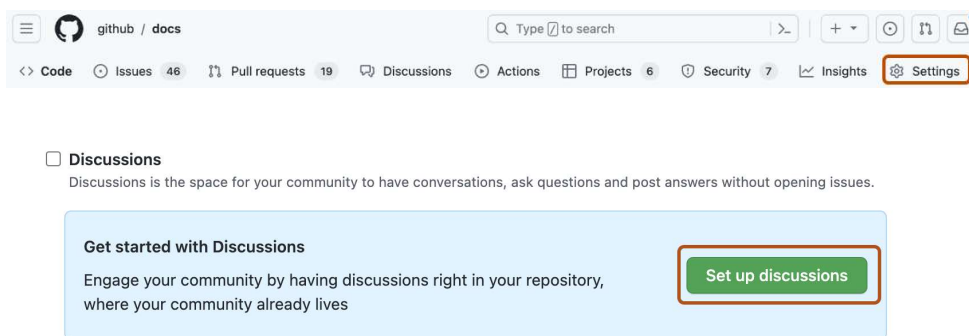 github / docs
Type / to search
Code Issues 46 Pull requests 19 Discussions Actions Projects 6 Security 7 Insights Settings
Discussions
Discussions is the space for your community to have conversations, ask questions and post answers without opening issues.
Get started with Discussions
Engage your community by having discussions right in your repository,
where your community already lives
Set up discussions